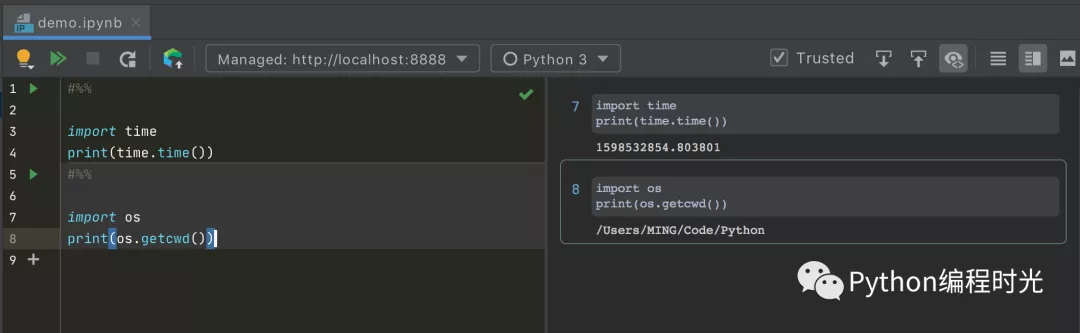 demo.ipynb
IP
Managed: http://localhost:8888
Python 3
Trusted
1 #%%
2
3 import time
4 print(time.time())
5 #%%
6
7 import os
8 print(os.getcwd())
9 +
7 import time
print(time.time())
1598532854.803801
8 import os
print(os.getcwd())
/Users/MING/Code/Python
Python编程时光